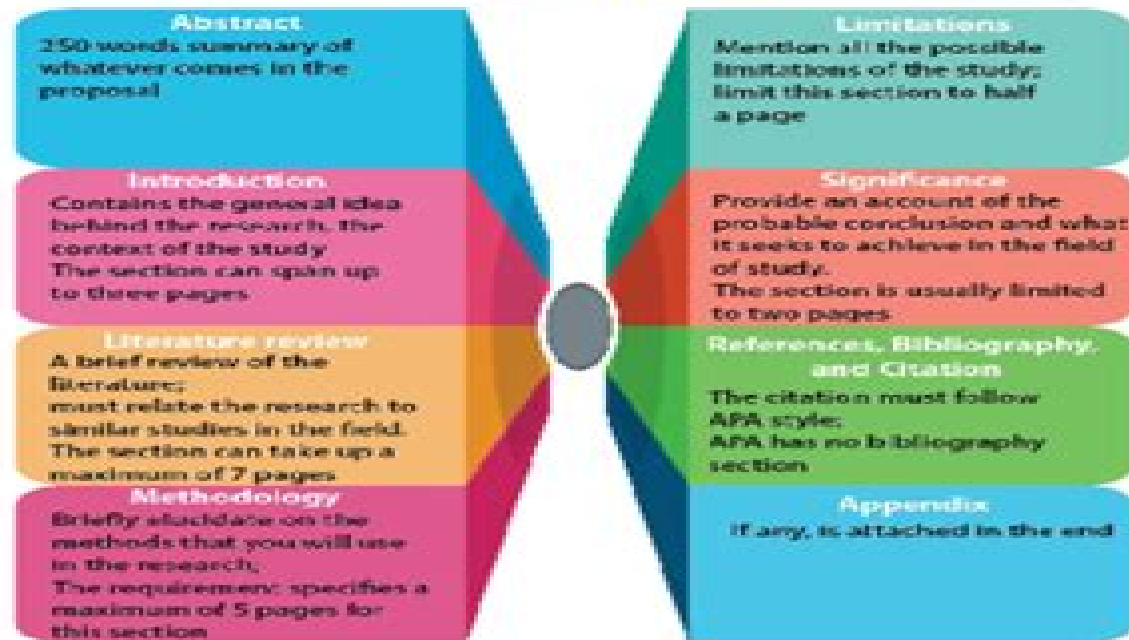 Abstract
250 words summary of
whatever comes in the
proposal
Introduction
Contains the general idea
behind the research, the
context of the study
The section can span up
to three pages
Literature review
A brief review of the
literature;
must relate the research to
similar studies in the field.
The section can take up a
maximum of 7 pages
Methodology
Briefly elucidate on the
methods that you will use
in the research;
The requirement specifies a
maximum of 5 pages for
this section
Limitations
Mention all the possible
limitations of the study;
limit this section to half
a page
Significance
Provide an account of the
probable conclusion and what
it seeks to achieve in the field
of study.
The section is usually limited
to two pages
References, Bibliography,
and Citation
The citation must follow
APA style;
APA has no bibliography
section
Appendix
If any, is attached in the end